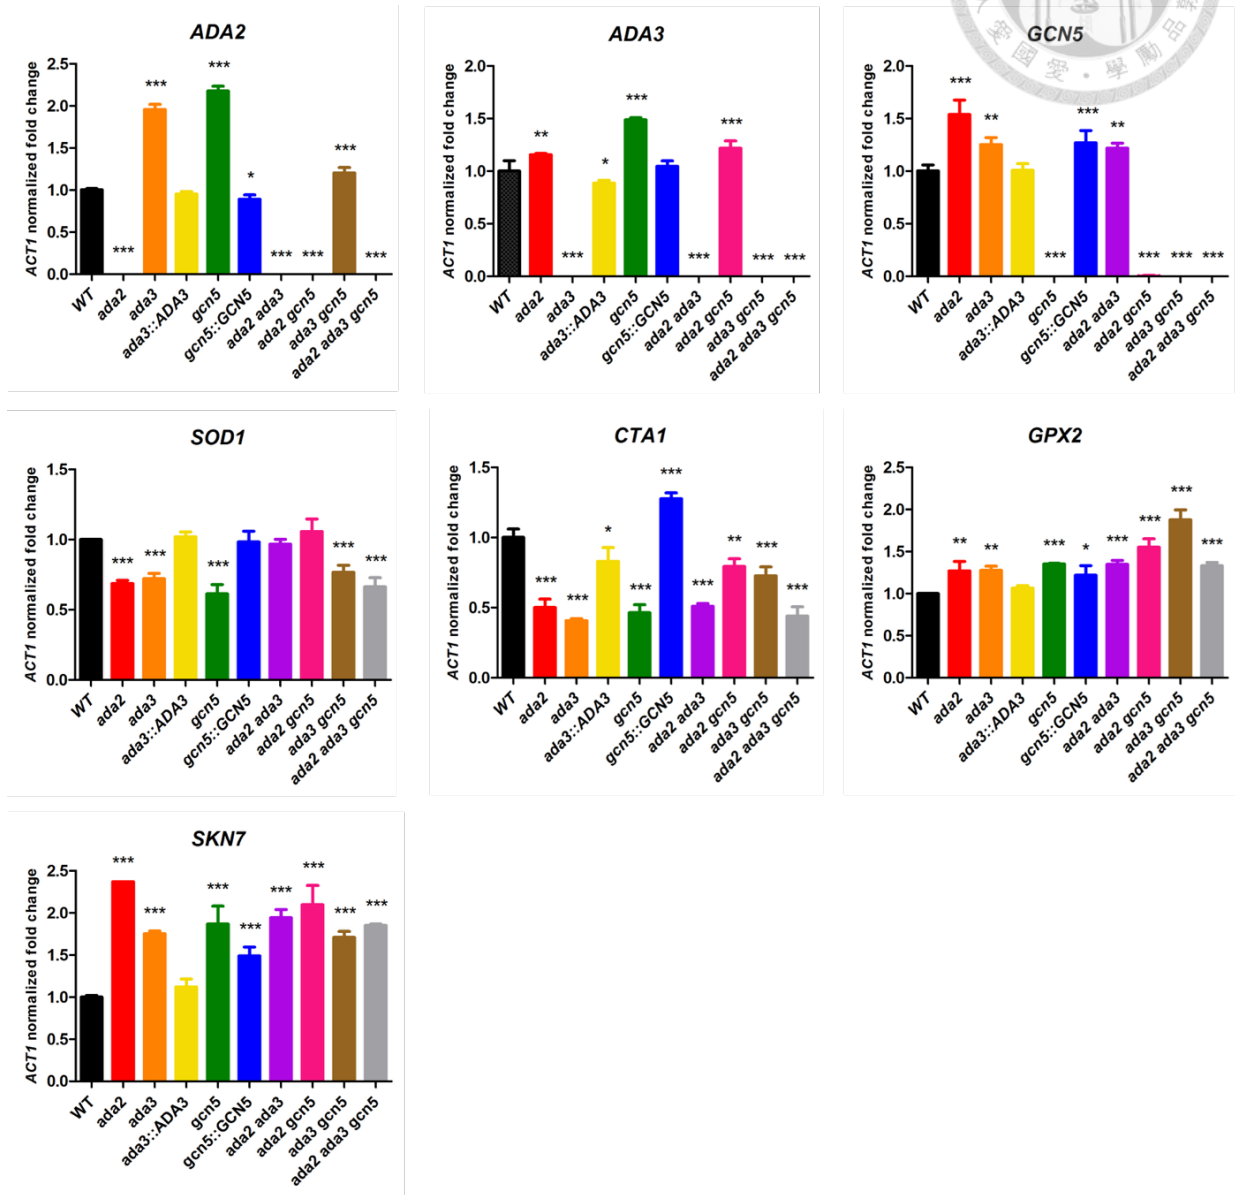 ADA2
ACT1 normalized fold change
2.5
2.0
1.5
1.0
0.5
0.0
***
***
***
*
***
***
***
***
WT
ada2
ada3
ada3::ADA3
gcn5
gcn5::GCN5
ada2 ada3
ada2 gcn5
ada3 gcn5
ada2 ada3 gcn5
ADA3
ACT1 normalized fold change
2.0
1.5
1.0
0.5
0.0
**
***
*
***
***
***
***
***
WT
ada2
ada3
ada3::ADA3
gcn5
gcn5::GCN5
ada2 ada3
ada2 gcn5
ada3 gcn5
ada2 ada3 gcn5
GCN5
愛國愛・學勵品
ACT1 normalized fold change
2.0
1.5
1.0
0.5
0.0
***
**
***
***
**
***
***
***
WT
ada2
ada3
ada3::ADA3
gcn5
gcn5::GCN5
ada2 ada3
ada2 gcn5
ada3 gcn5
ada2 ada3 gcn5
SOD1
ACT1 normalized fold change
1.5
1.0
0.5
0.0
***
***
***
***
***
WT
ada2
ada3
ada3::ADA3
gcn5
gcn5::GCN5
ada2 ada3
ada2 gcn5
ada3 gcn5
ada2 ada3 gcn5
CTA1
ACT1 normalized fold change
1.5
1.0
0.5
0.0
***
***
*
***
***
***
**
***
***
WT
ada2
ada3
ada3::ADA3
gcn5
gcn5::GCN5
ada2 ada3
ada2 gcn5
ada3 gcn5
ada2 ada3 gcn5
GPX2
ACT1 normalized fold change
2.5
2.0
1.5
1.0
0.5
0.0
**
**
***
*
***
***
***
***
WT
ada2
ada3
ada3::ADA3
gcn5
gcn5::GCN5
ada2 ada3
ada2 gcn5
ada3 gcn5
ada2 ada3 gcn5
SKN7
ACT1 normalized fold change
2.5
2.0
1.5
1.0
0.5
0.0
***
***
***
***
***
***
***
***
WT
ada2
ada3
ada3::ADA3
gcn5
gcn5::GCN5
ada2 ada3
ada2 gcn5
ada3 gcn5
ada2 ada3 gcn5